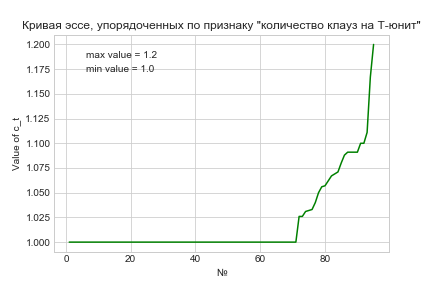 Кривая эссе, упорядоченных по признаку "количество клауз на Т-юнит"
max value = 1.2
min value = 1.0
1.200
1.175
1.150
1.125
1.100
1.075
1.050
1.025
1.000
Value of c_t
0 20 40 60 80
№